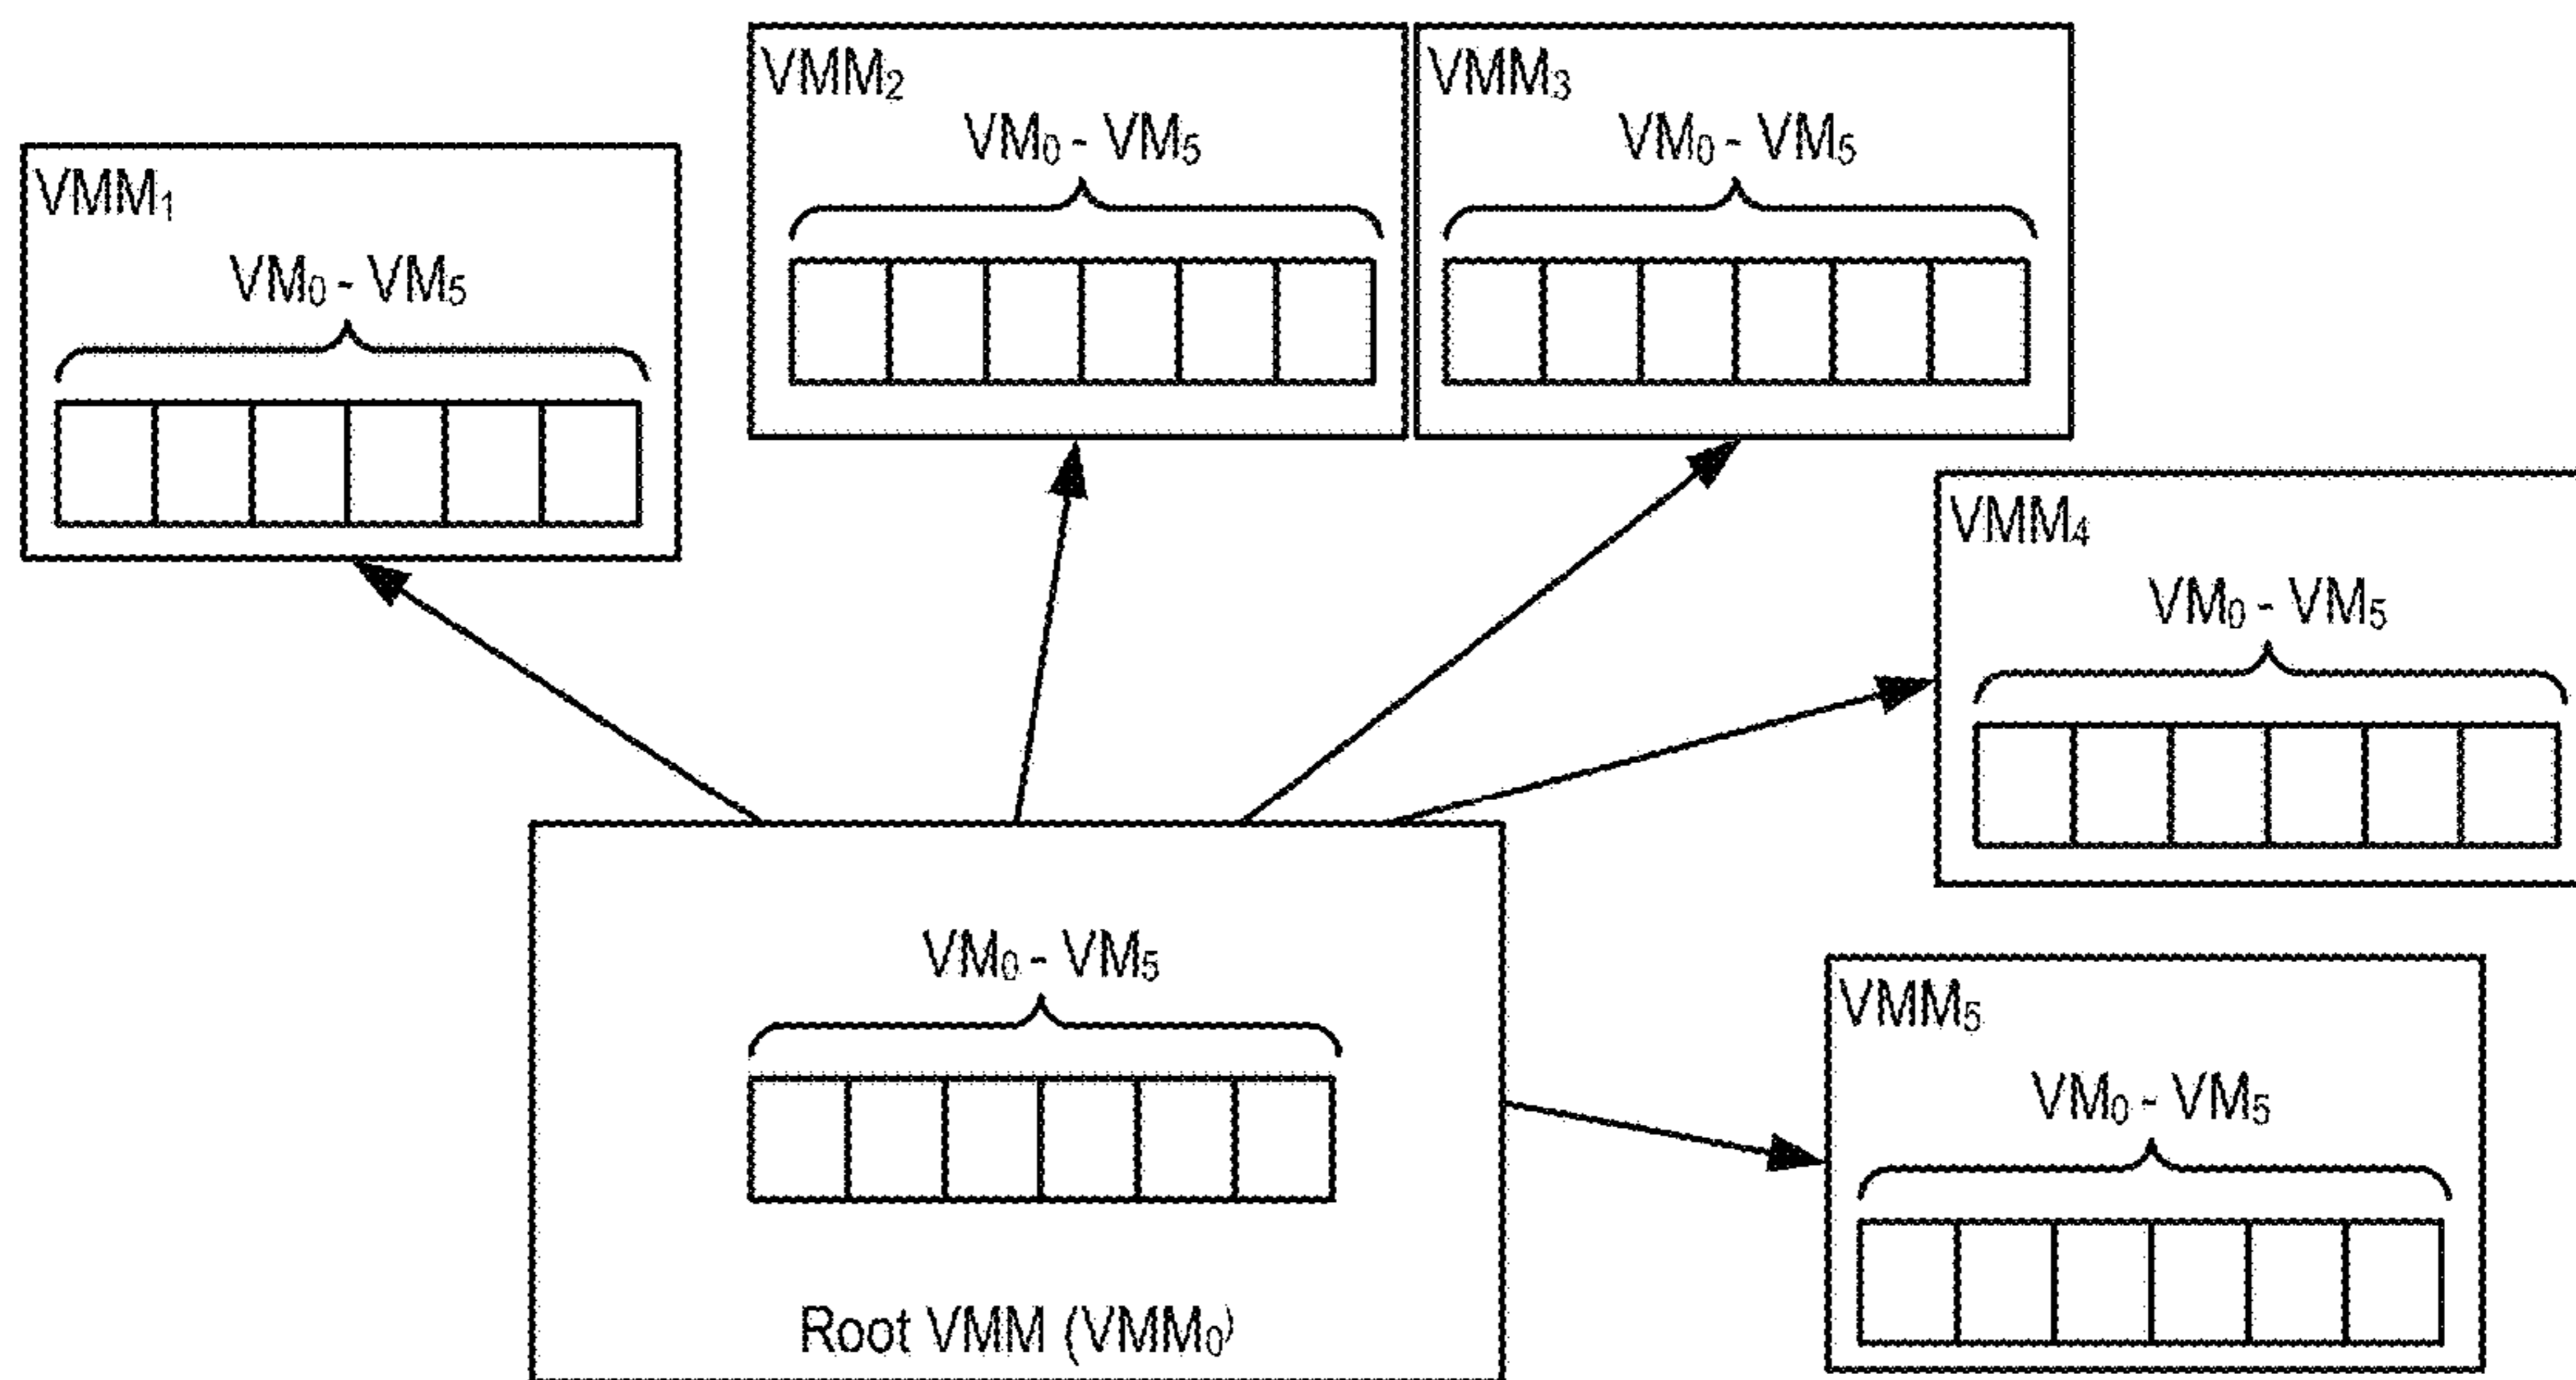 VMM₁
VM₀ - VM₅
VMM₂
VM₀ - VM₅
VMM₃
VM₀ - VM₅
VMM₄
VM₀ - VM₅
VM₀ - VM₅
Root VMM (VMM₀)
VMM₅
VM₀ - VM₅